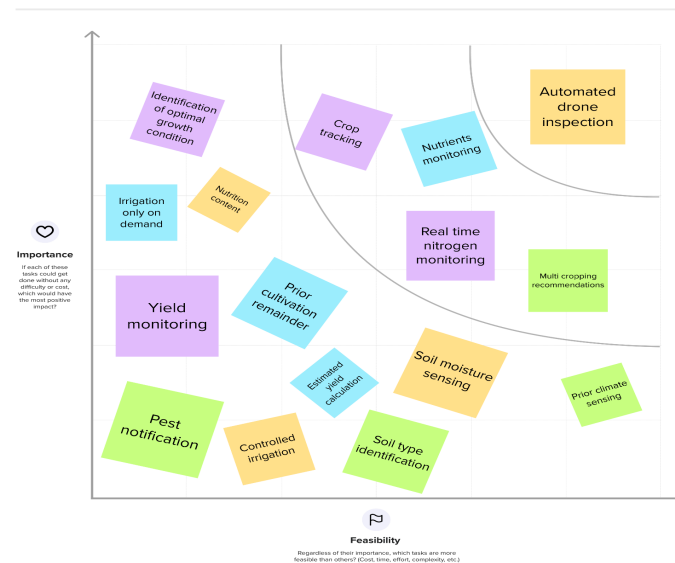 Identification
of optimal
growth
condition
Crop
tracking
Nutrients
monitoring
Automated
drone
inspection
Irrigation
only on
demand
Nutrition
content
Real time
nitrogen
monitoring
Multi cropping
recommendations
Importance
If each of these
tasks could get
done without any
difficulty or cost,
which would have
the most positive
impact?
Yield
monitoring
Prior
cultivation
remainder
Estimated
yield
calculation
Soil moisture
sensing
Prior climate
sensing
Pest
notification
Controlled
irrigation
Soil type
identification
Feasibility
Regardless of their importance, which tasks are more
feasible than others? (Cost, time, effort, complexity, etc.)